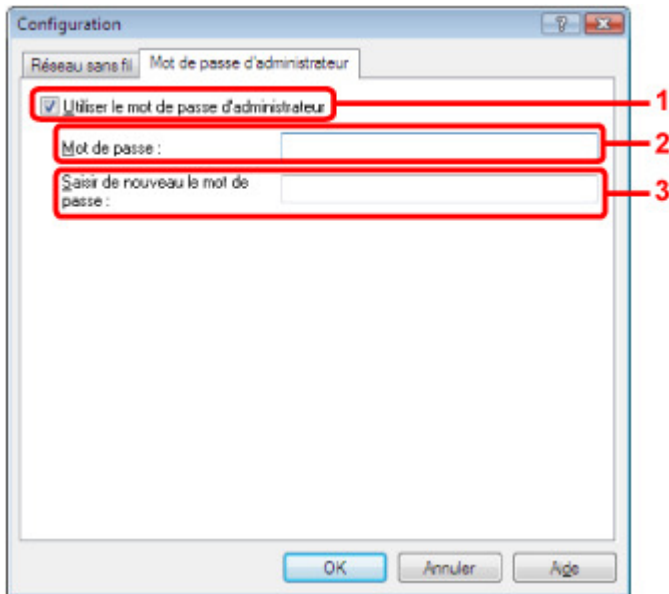 Configuration
Réseau sans fil
Mot de passe d'administrateur
Utiliser le mot de passe d'administrateur
1
Mot de passe :
2
Saisir de nouveau le mot de
passe :
3
OK
Annuler
Aide